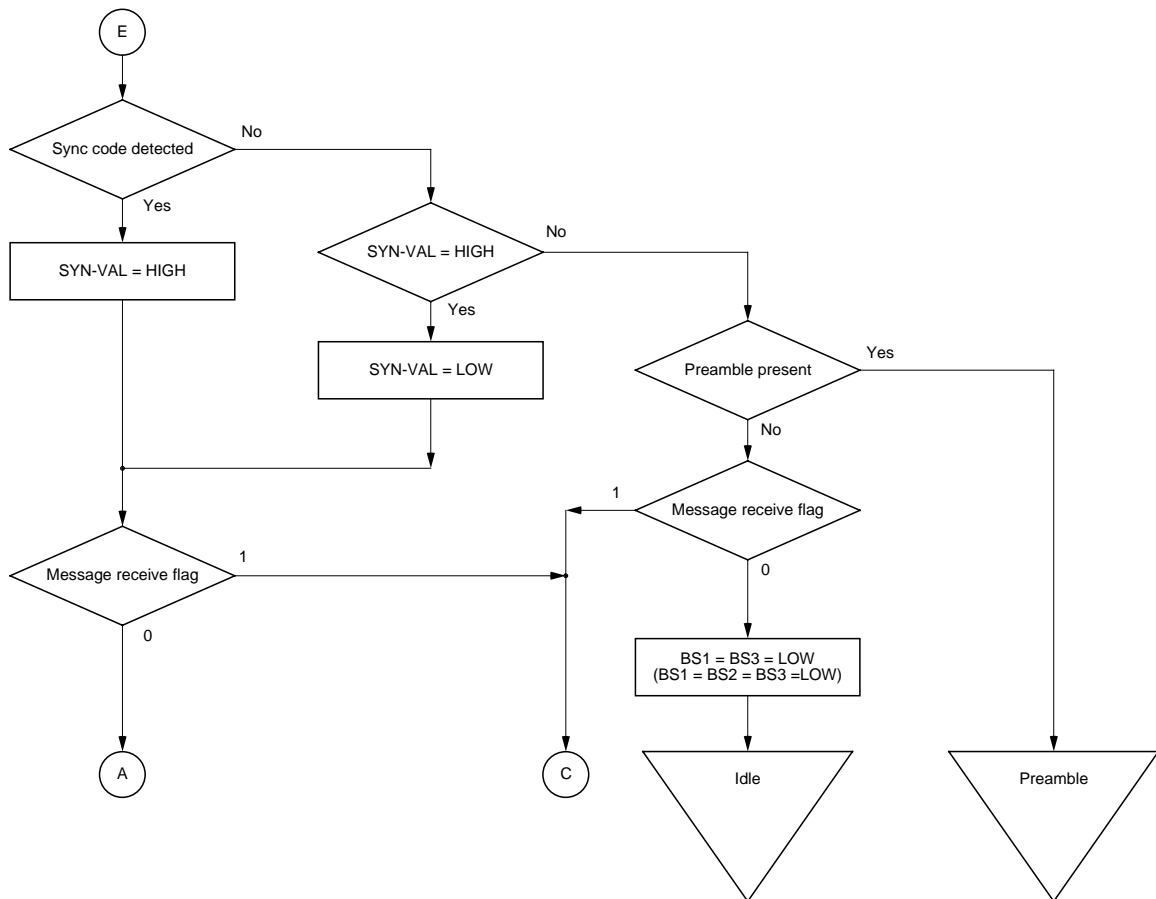 E
Sync code detected
No
Yes
SYN-VAL = HIGH
SYN-VAL = HIGH
No
Yes
SYN-VAL = LOW
Preamble present
Yes
No
Message receive flag
1
0
Message receive flag
1
0
BS1 = BS3 = LOW
(BS1 = BS2 = BS3 =LOW)
A
C
Idle
Preamble